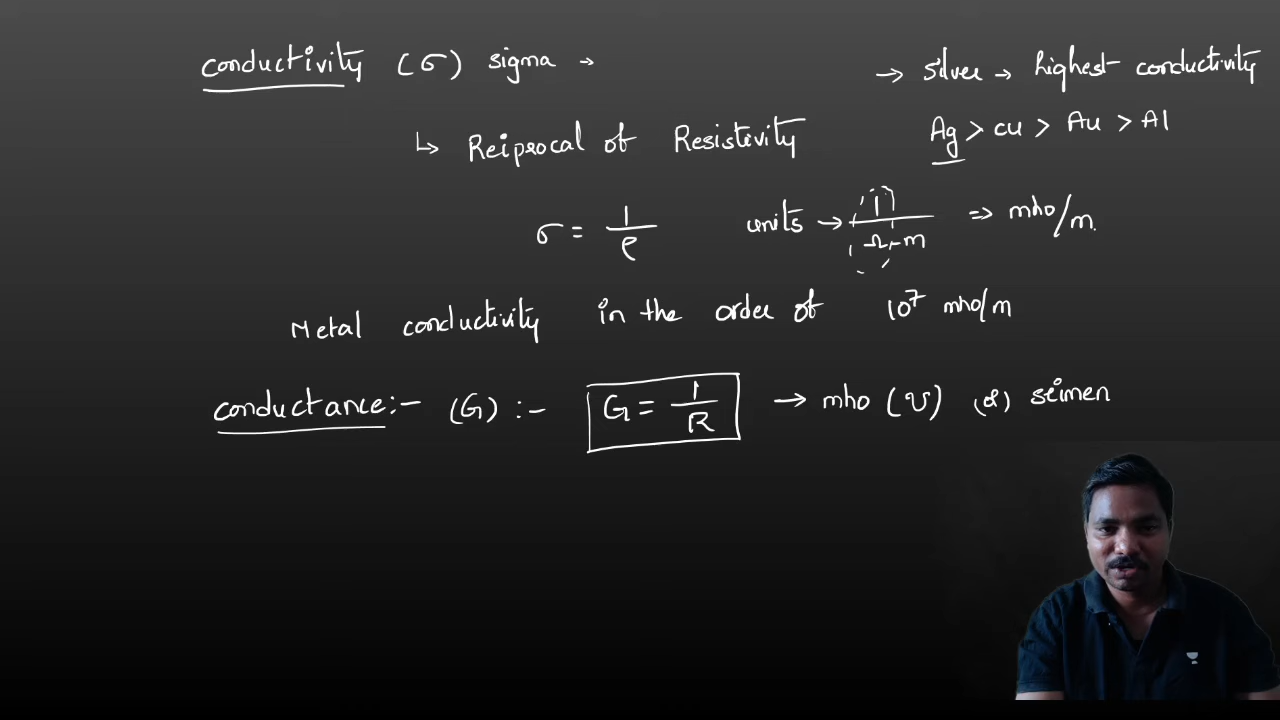 conductivity (σ) sigma →
→ silver → highest conductivity
Ag > cu > Au > Al
↳ Reiprocal of Resistivity
σ = 1/ρ units → 1/Ω-m ⇒ mho/m.
Metal conductivity in the order of 10⁷ mho/m
conductance:- (G) :- G = 1/R → mho (℧) (or) seimen